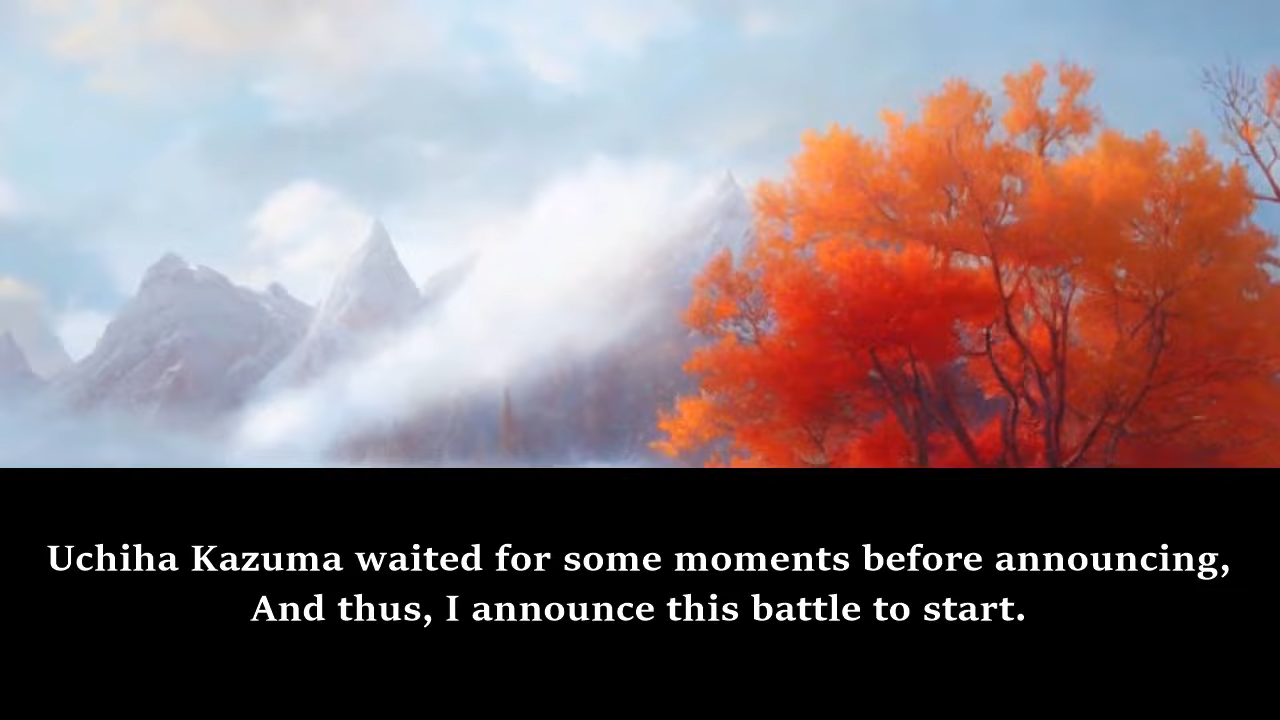 Uchiha Kazuma waited for some moments before announcing,
And thus, I announce this battle to start.